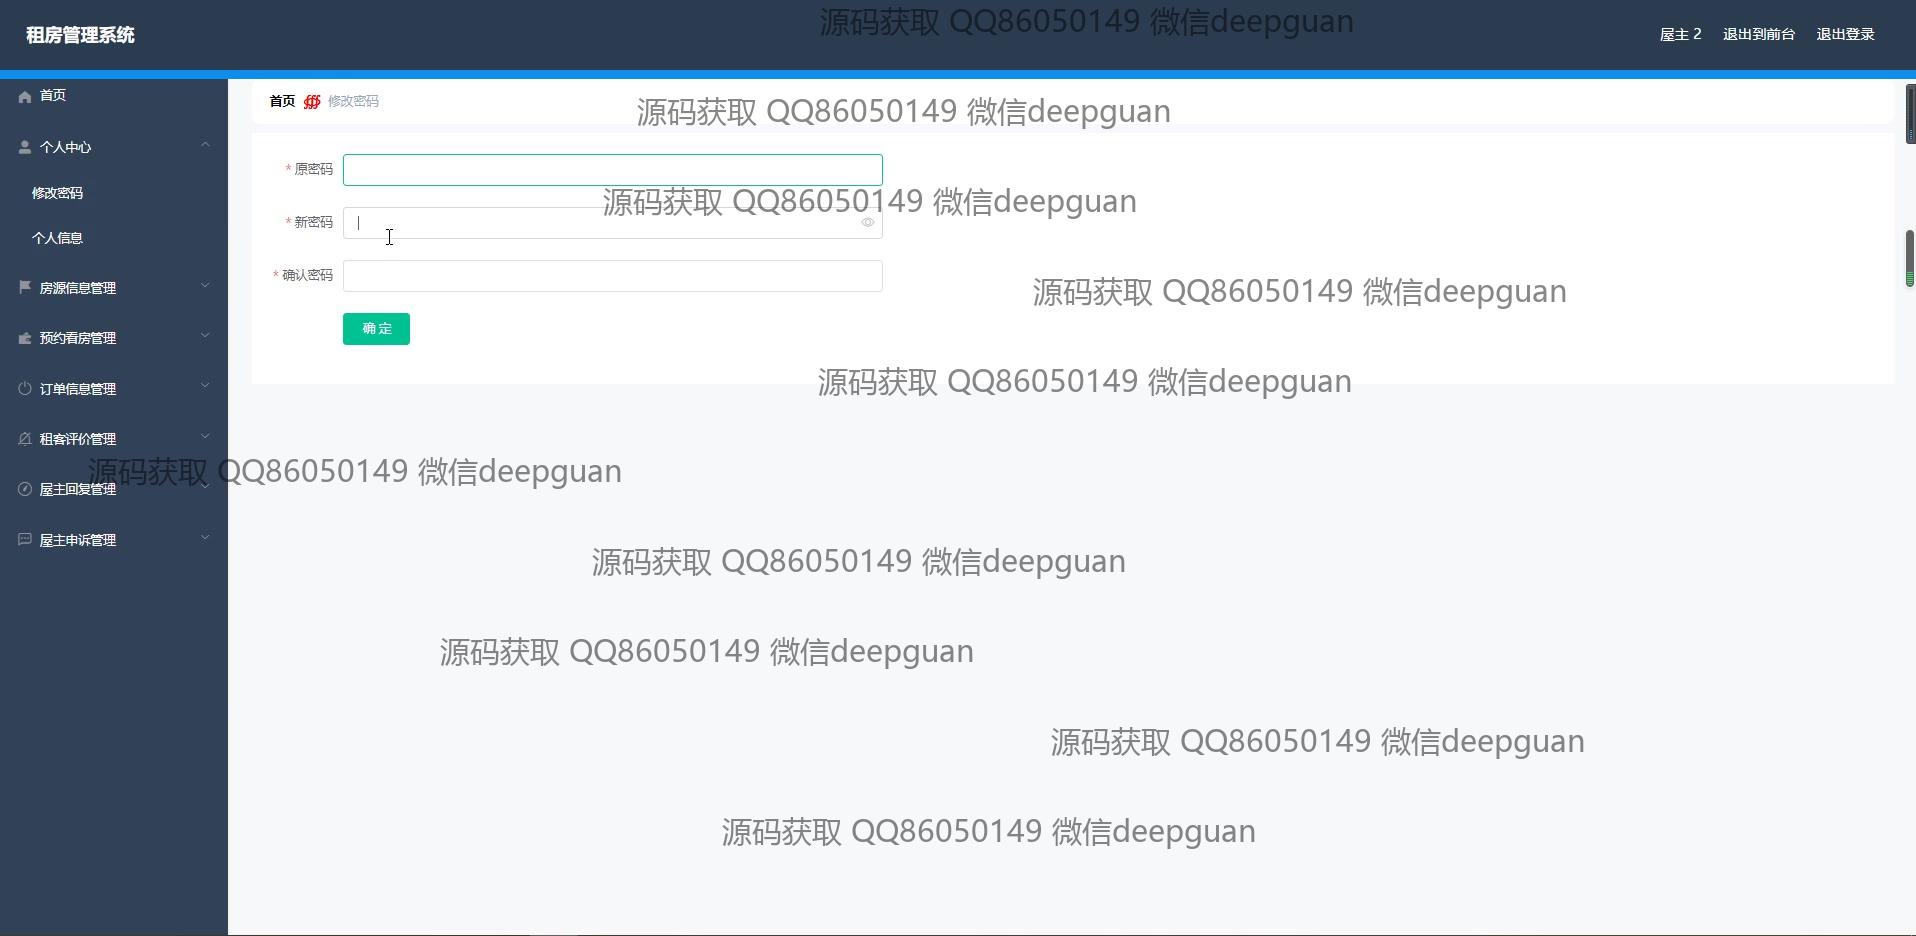 租房管理系统
源码获取 QQ86050149 微信deepguan
屋主 2 退出到前台 退出登录
首页
首页 修改密码
源码获取 QQ86050149 微信deepguan
个人中心
* 原密码
修改密码
源码获取 QQ86050149 微信deepguan
* 新密码
个人信息
* 确认密码
房源信息管理
源码获取 QQ86050149 微信deepguan
确定
预约看房管理
订单信息管理
源码获取 QQ86050149 微信deepguan
租客评价管理
源码获取 QQ86050149 微信deepguan
屋主回复管理
屋主申诉管理
源码获取 QQ86050149 微信deepguan
源码获取 QQ86050149 微信deepguan
源码获取 QQ86050149 微信deepguan
源码获取 QQ86050149 微信deepguan